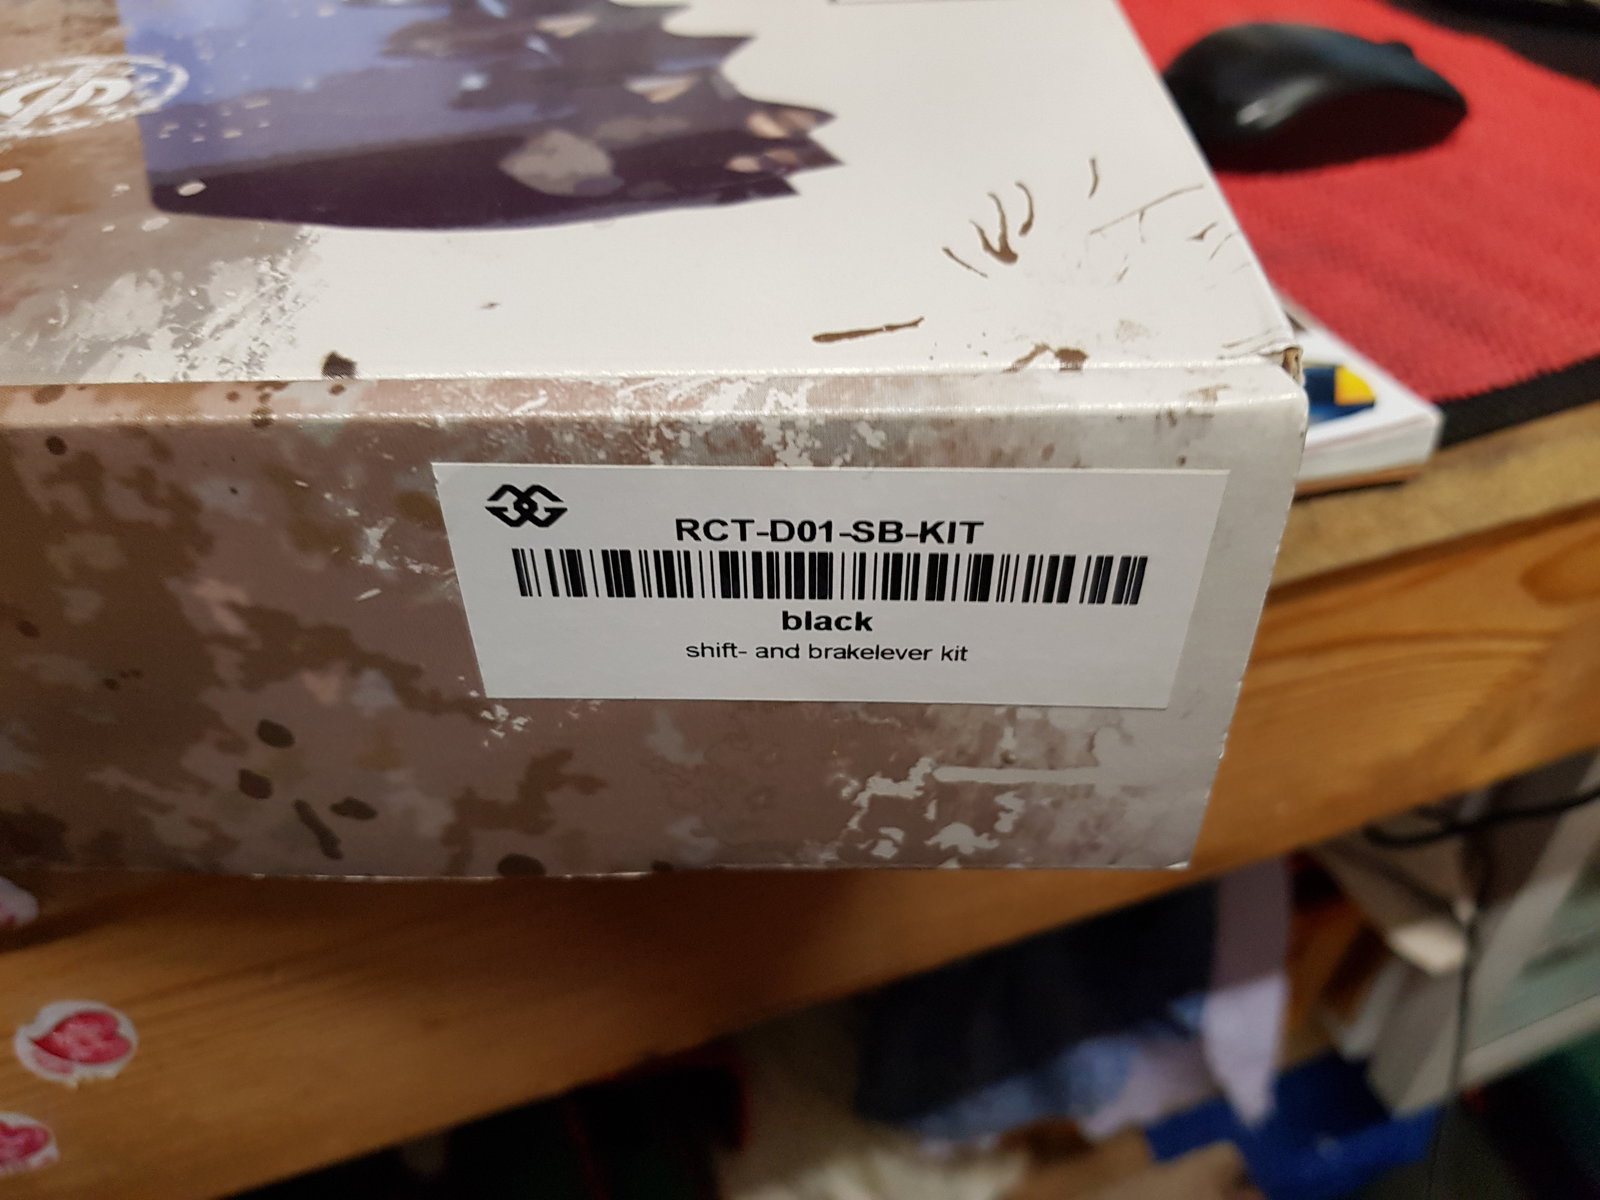 RCT-D01-SB-KIT
black
shift- and brakelever kit